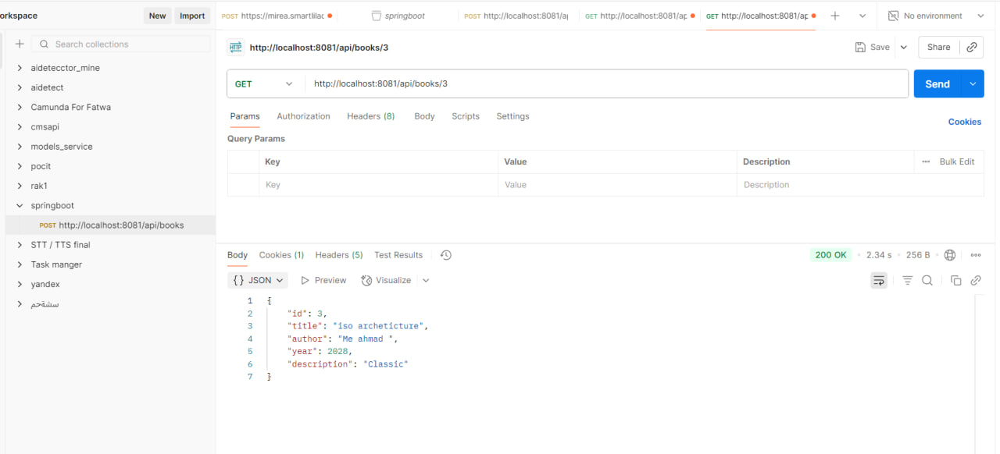 orkspace New Import
POST https://mirea.smartlilac
springboot
POST http://localhost:8081/ap
GET http://localhost:8081/ap
GET http://localhost:8081/ap
No environment
Search collections
aidetecctor_mine
aidetect
Camunda For Fatwa
cmsapi
models_service
pocit
rak1
springboot
POST http://localhost:8081/api/books
STT / TTS final
Task manger
yandex
سشةحم
HTTP http://localhost:8081/api/books/3 Save Share
GET http://localhost:8081/api/books/3 Send
Params Authorization Headers (8) Body Scripts Settings Cookies
Query Params
Key Value Description Bulk Edit
Key Value Description
Body Cookies (1) Headers (5) Test Results 200 OK 2.34 s 256 B
{} JSON Preview Visualize
1 {
2 "id": 3,
3 "title": "iso archeticture",
4 "author": "Me ahmad ",
5 "year": 2028,
6 "description": "Classic"
7 }